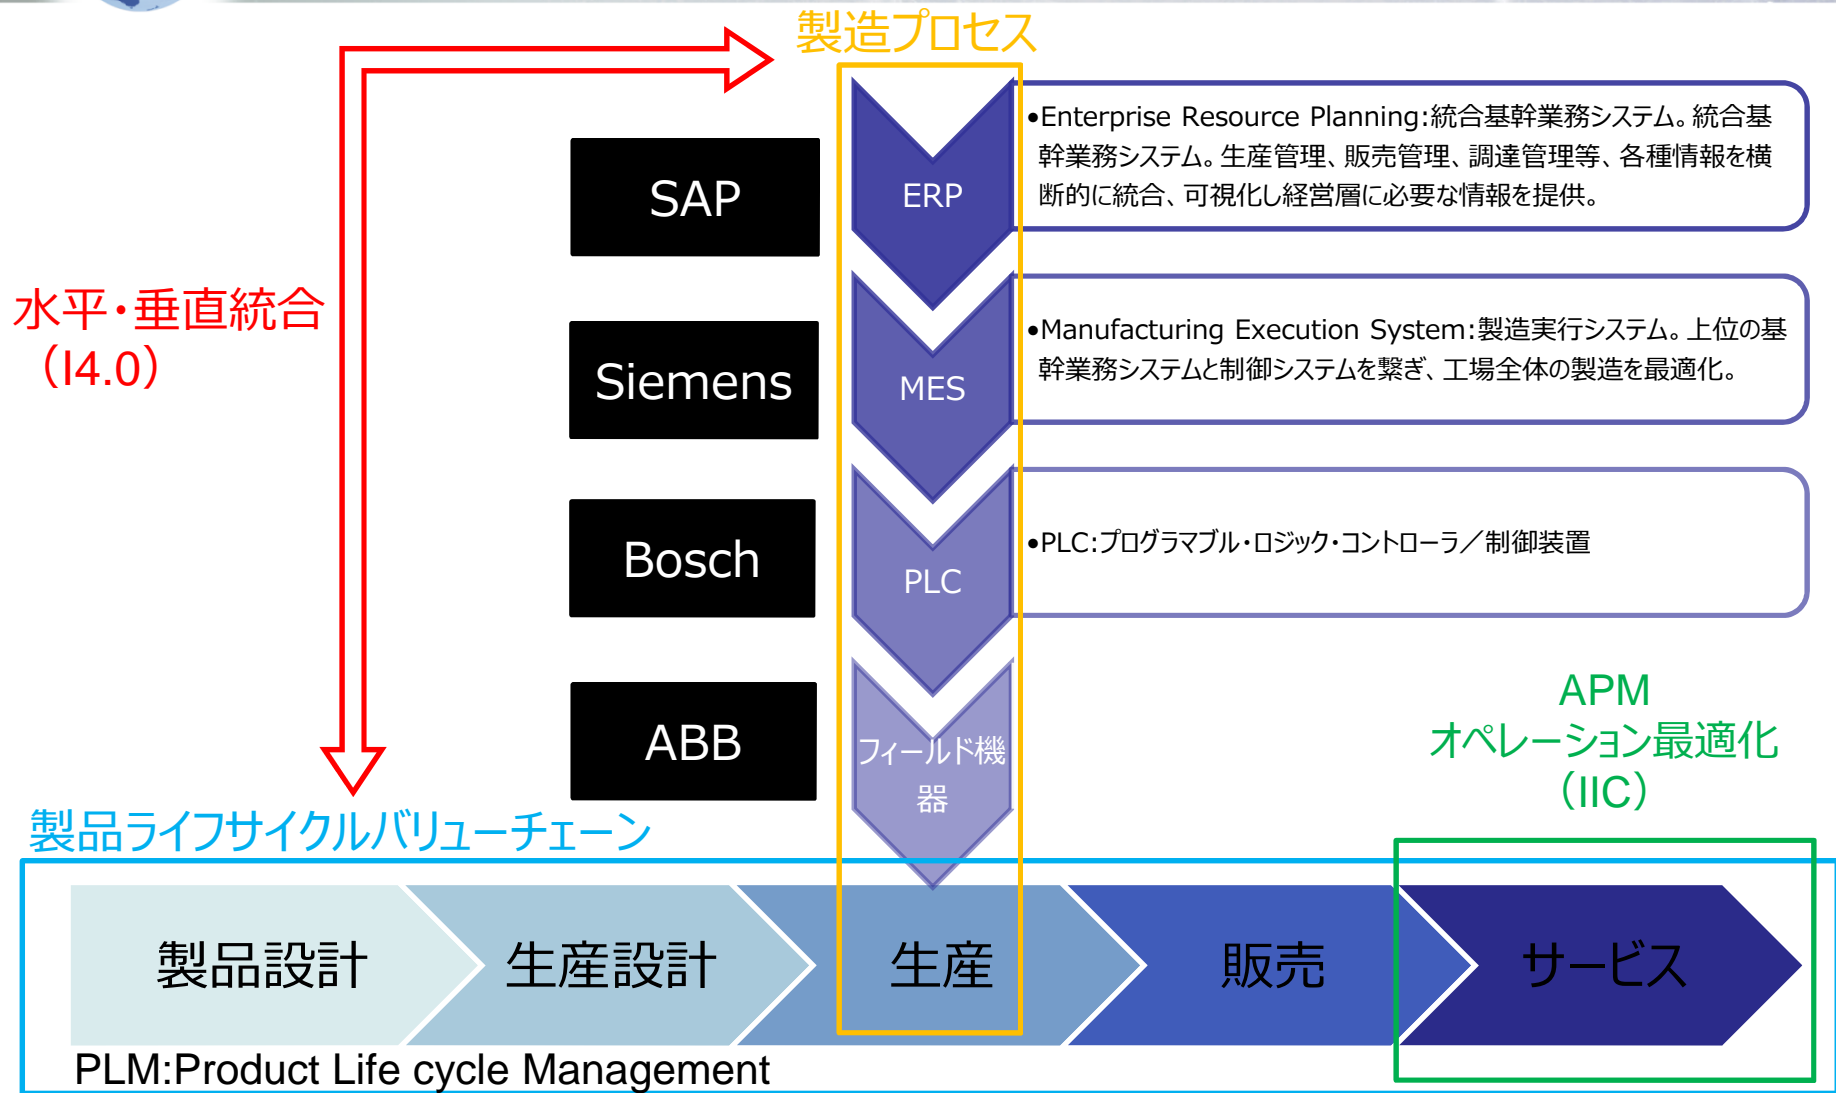 製造プロセス
水平・垂直統合
（I4.0）
SAP
ERP
•Enterprise Resource Planning:統合基幹業務システム。統合基
幹業務システム。生産管理、販売管理、調達管理等、各種情報を横
断的に統合、可視化し経営層に必要な情報を提供。
Siemens
MES
•Manufacturing Execution System:製造実行システム。上位の基
幹業務システムと制御システムを繋ぎ、工場全体の製造を最適化。
Bosch
PLC
•PLC:プログラマブル・ロジック・コントローラ／制御装置
ABB
フィールド機
器
APM
オペレーション最適化
（IIC）
製品ライフサイクルバリューチェーン
製品設計
生産設計
生産
販売
サービス
PLM:Product Life cycle Management